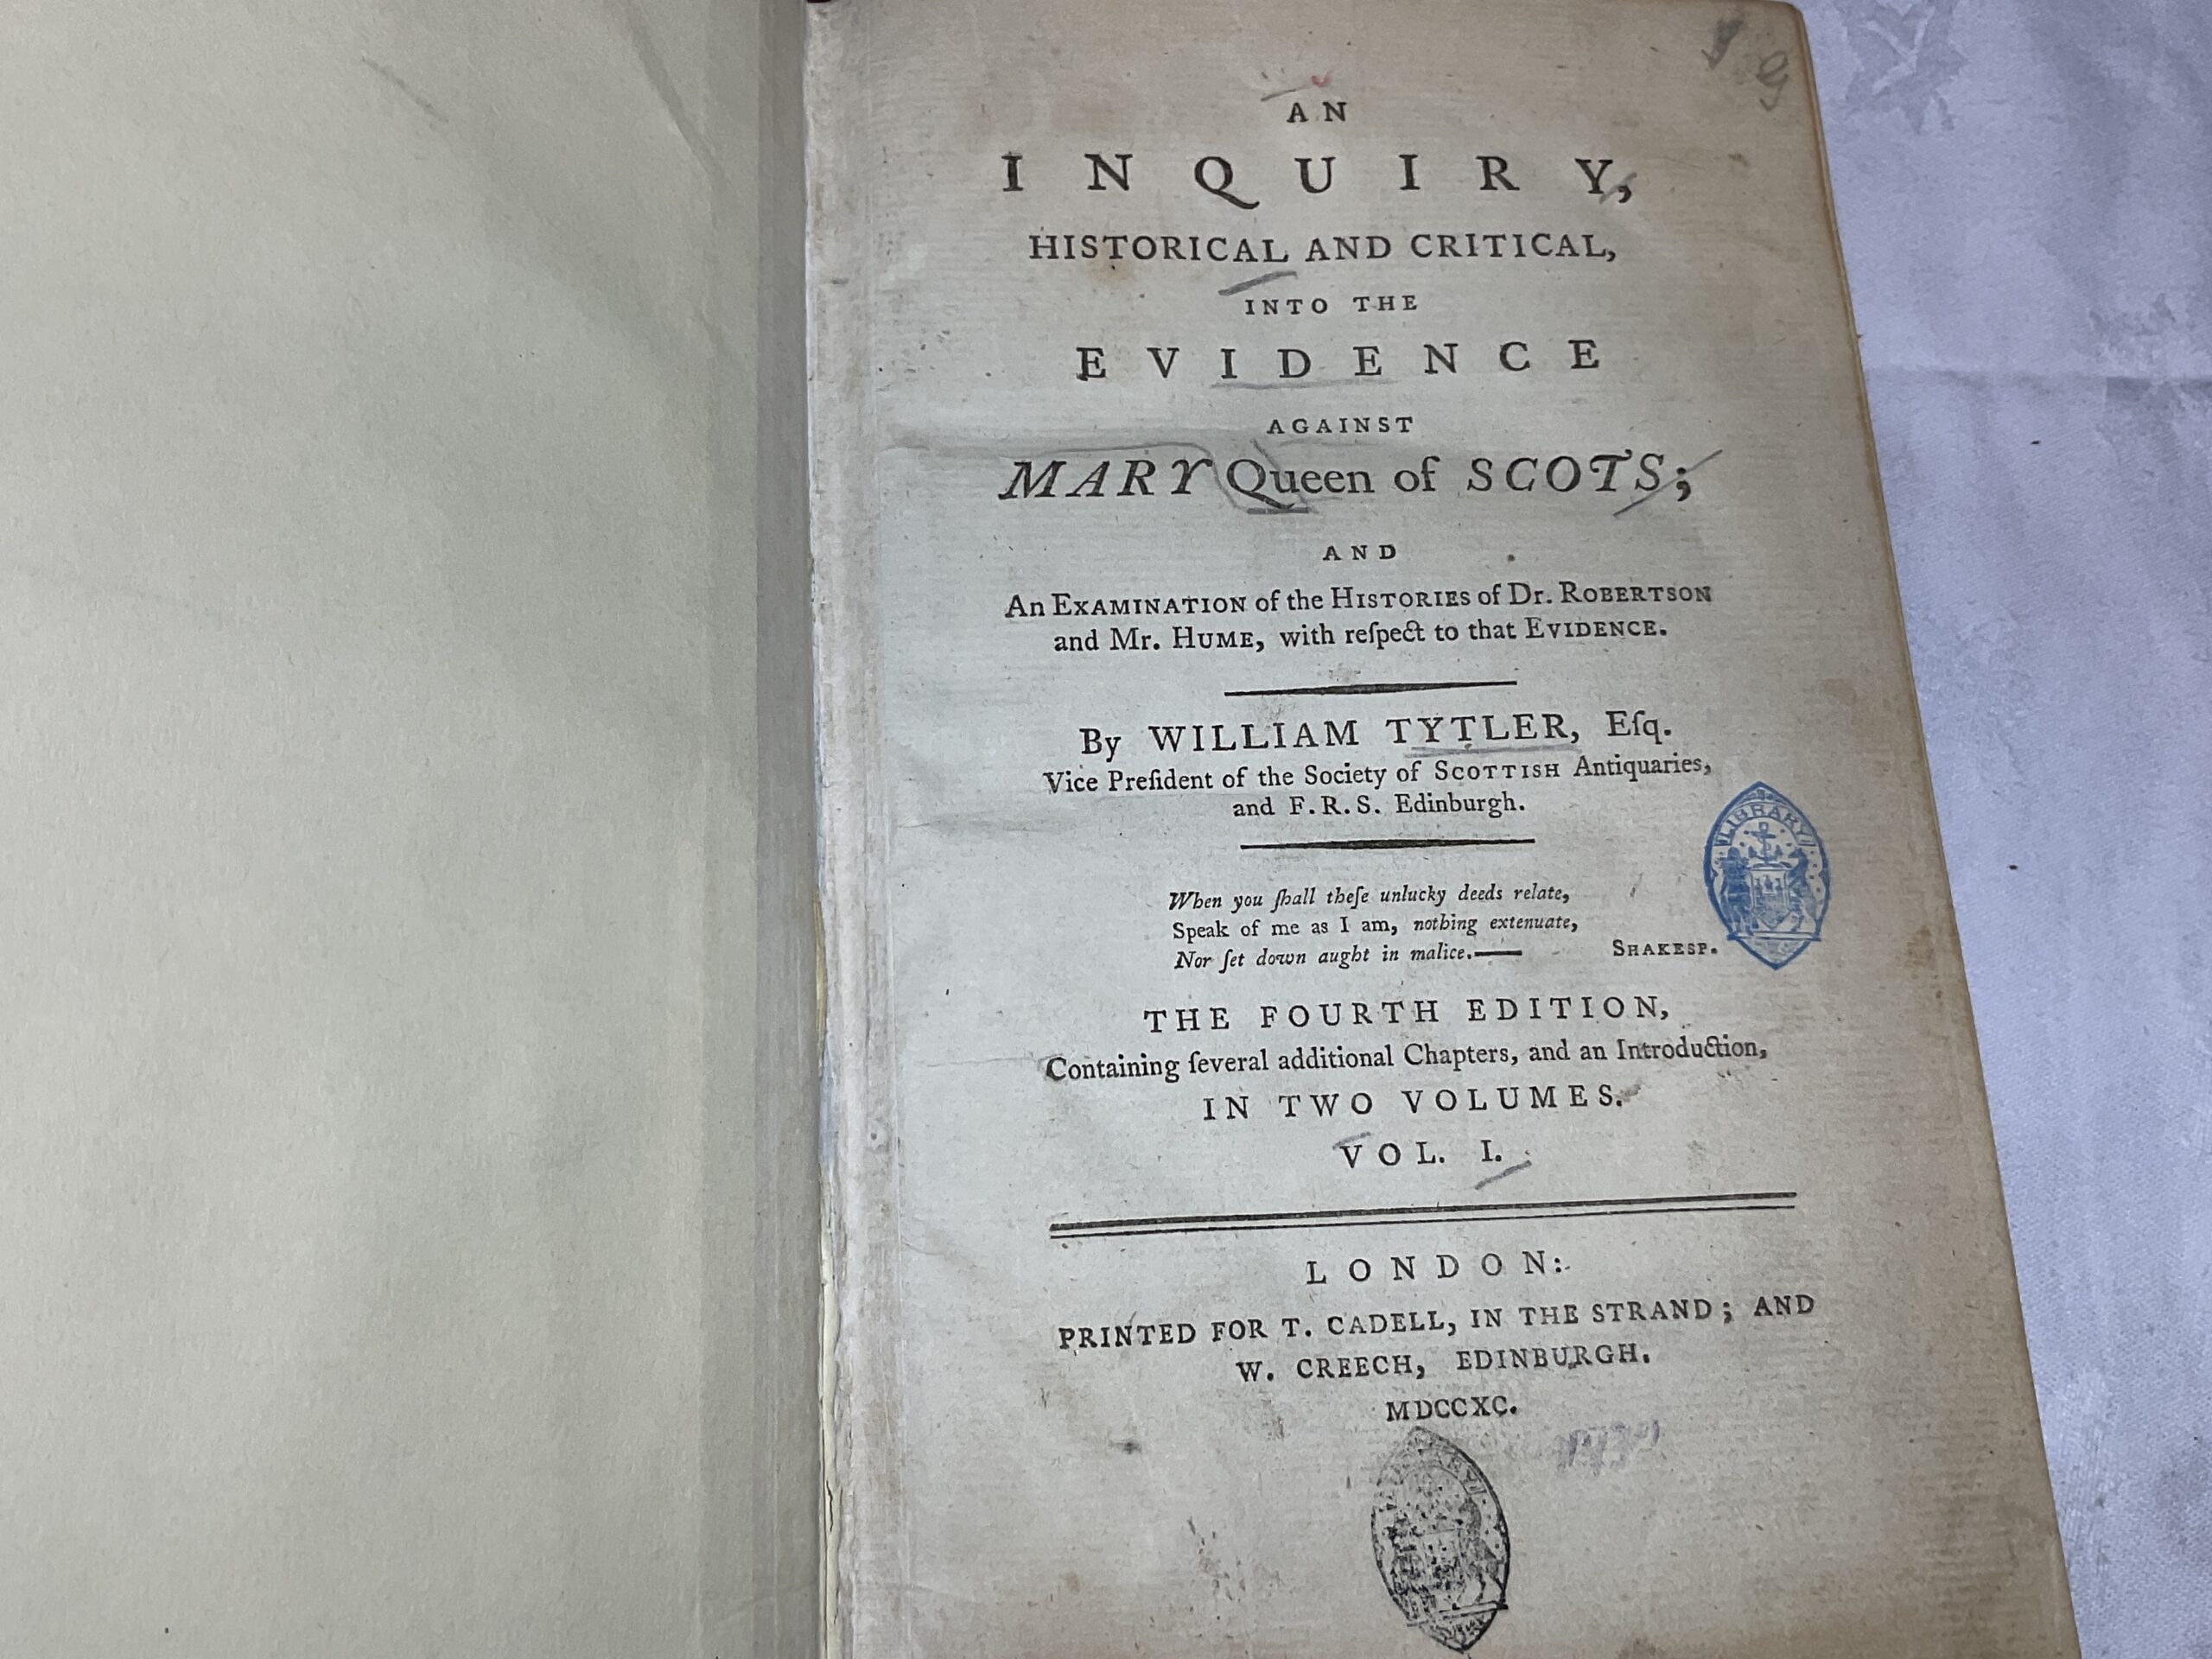 AN
INQUIRY,
HISTORICAL AND CRITICAL,
INTO THE
EVIDENCE
AGAINST
MARY Queen of SCOTS;
AND
An EXAMINATION of the HISTORIES of Dr. ROBERTSON
and Mr. HUME, with reſpect to that EVIDENCE.
By WILLIAM TYTLER, Eſq.
Vice Preſident of the Society of SCOTTISH Antiquaries,
and F. R. S. Edinburgh.
LIBRARY
When you ſhall theſe unlucky deeds relate,
Speak of me as I am, nothing extenuate,
Nor ſet down aught in malice.—— SHAKESP.
THE FOURTH EDITION,
Containing ſeveral additional Chapters, and an Introduction,
IN TWO VOLUMES.
VOL. I.
LONDON:
PRINTED FOR T. CADELL, IN THE STRAND; AND
W. CREECH, EDINBURGH.
MDCCXC.